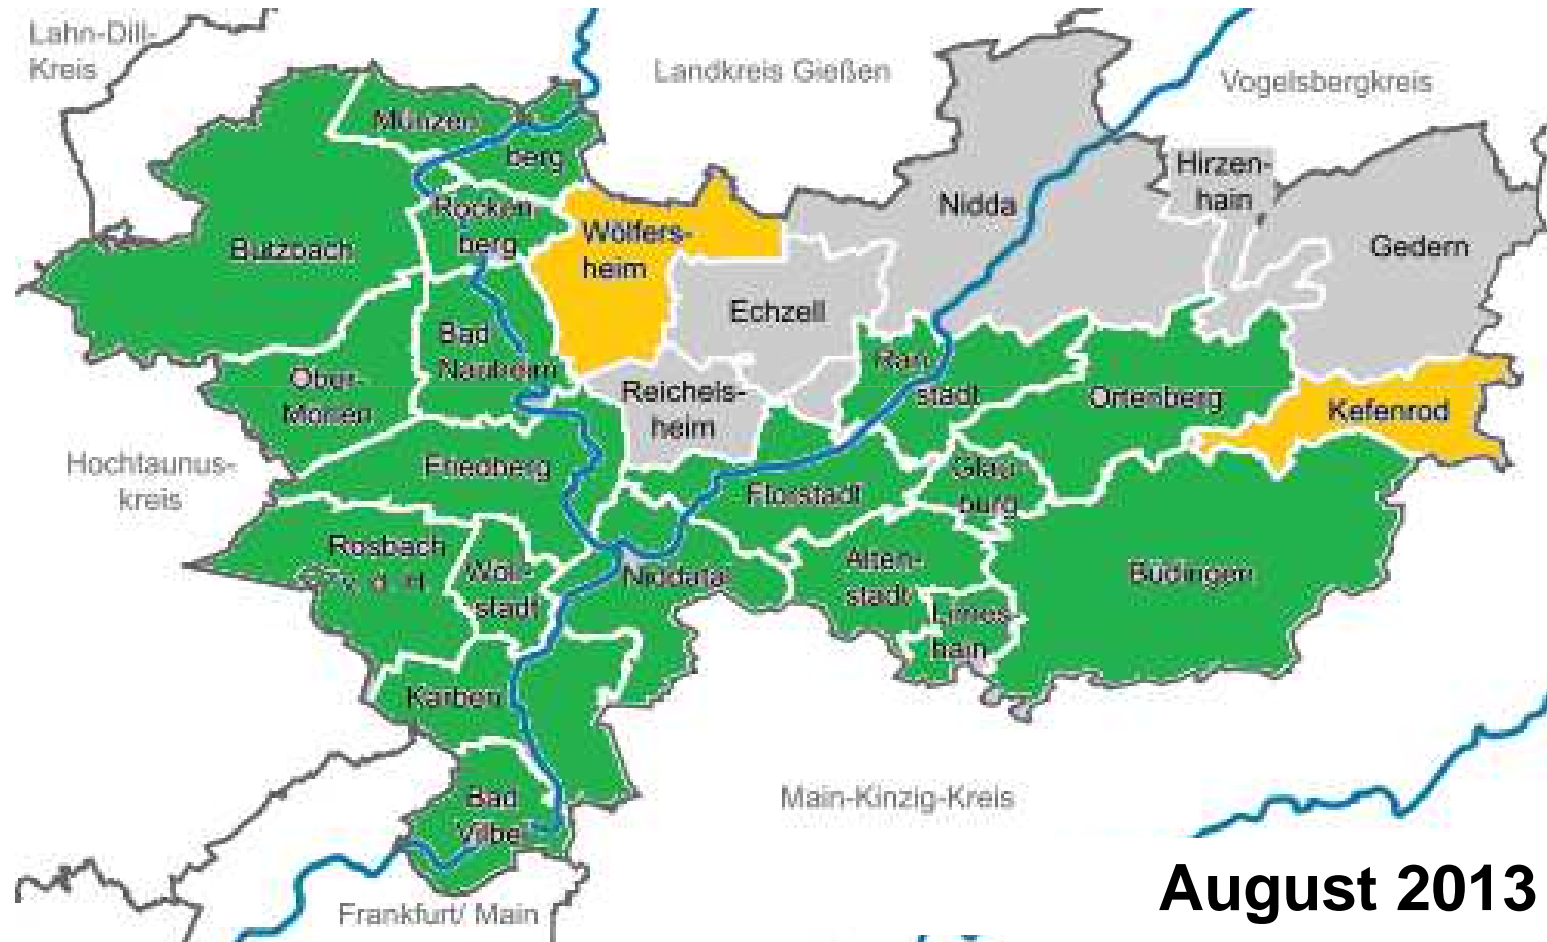 Lahn-Dill-
Kreis
Landkreis Gießen
Vogelsbergkreis
Münzen
berg
Hirzen-
hain
Nidda
Rocken
berg
Wölfers-
heim
Butzbach
Gedern
Echzell
Bad
Nauheim
Ran
stadt
Ober-
Mörlen
Reichels-
heim
Ortenberg
Kefenrod
Hochtaunus-
kreis
Friedberg
Glau-
burg
Florstadt
Rosbach
v. d. H.
Wöll-
stadt
Niddatal
Alten-
stadt
Limes
hain
Büdingen
Karben
Bad
Vilbel
Main-Kinzig-Kreis
Frankfurt/ Main
August 2013